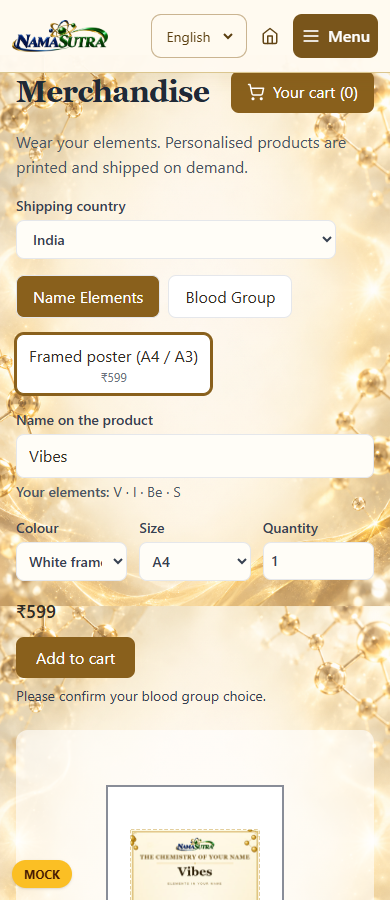 NAMASUTRA
English
Menu
Merchandise
Your cart (0)
Wear your elements. Personalised products are
printed and shipped on demand.
Shipping country
India
Name Elements
Blood Group
Framed poster (A4 / A3)
₹599
Name on the product
Vibes
Your elements: V · I · Be · S
Colour
Size
Quantity
White frame
A4
1
₹599
Add to cart
Please confirm your blood group choice.
NAMASUTRA
THE CHEMISTRY OF YOUR NAME
Vibes
ELEMENTS IN YOUR NAME
MOCK